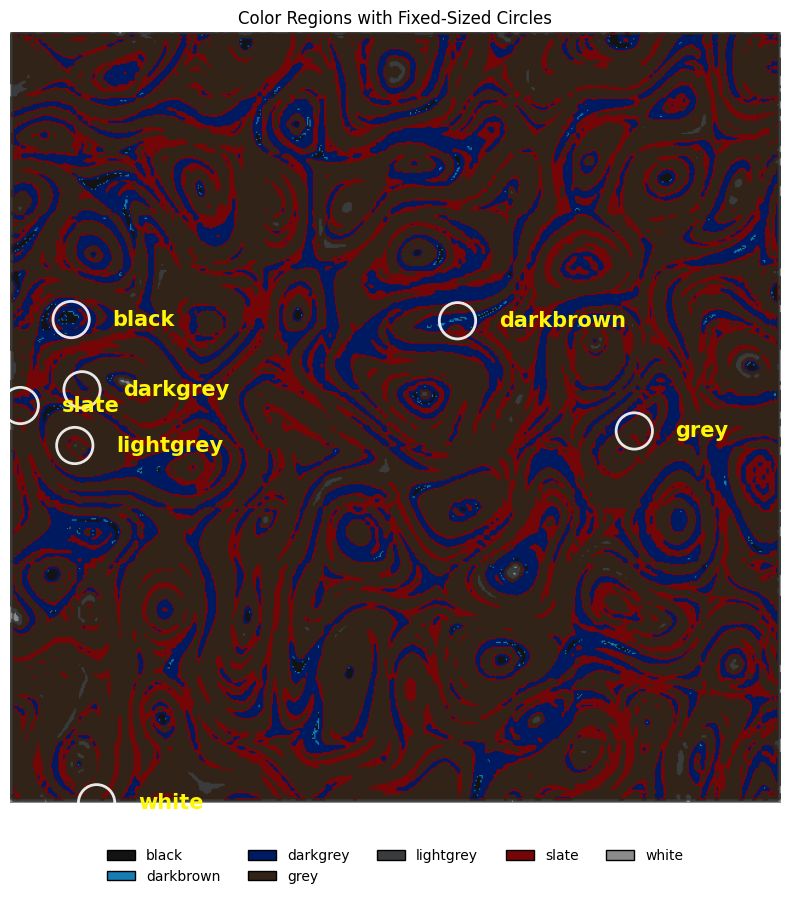 Color Regions with Fixed-Sized Circles
black
darkbrown
darkgrey
slate
grey
lightgrey
white
black darkgrey lightgrey slate white
darkbrown grey